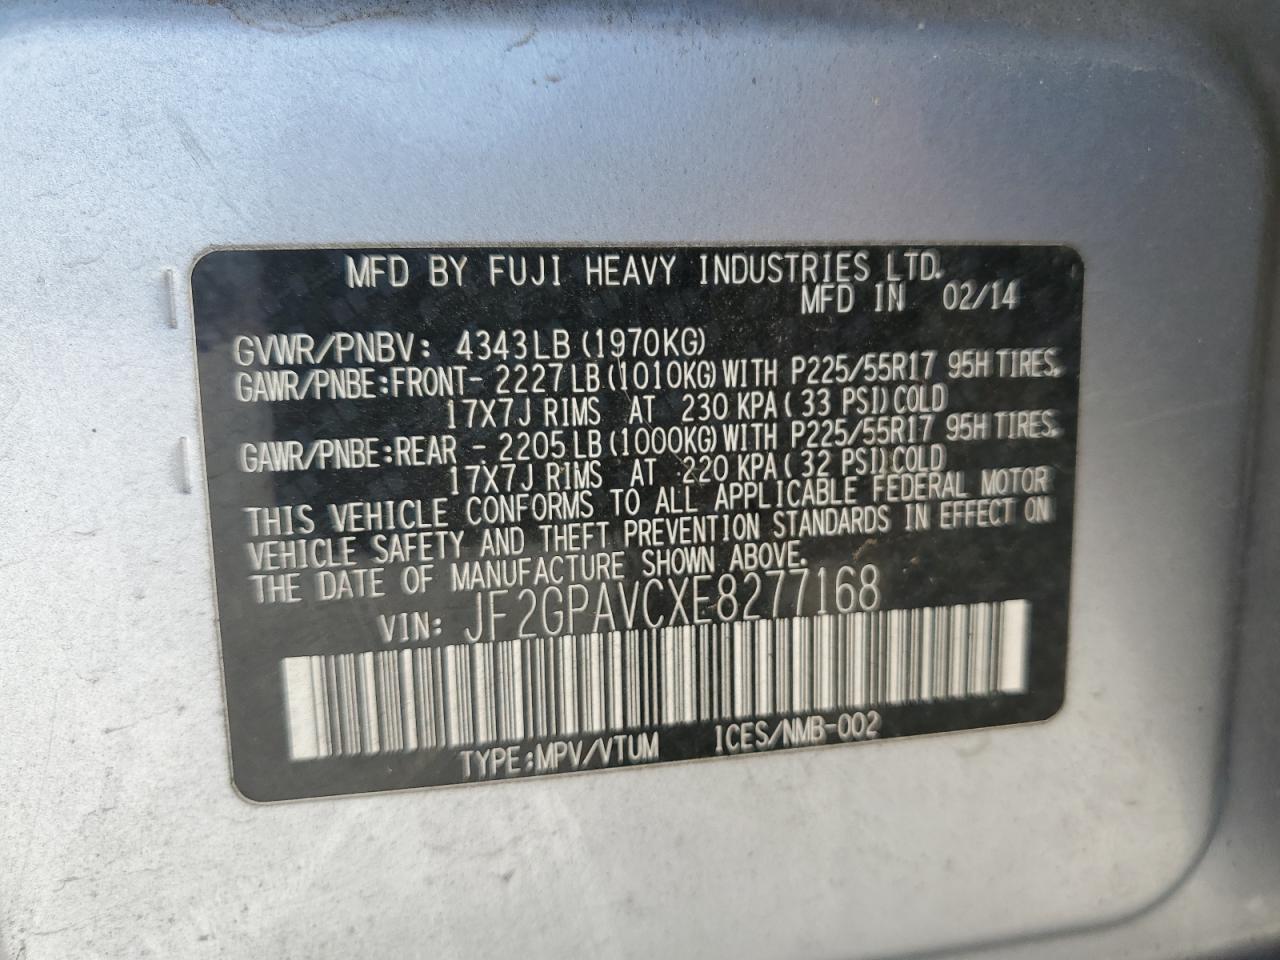 MFD BY FUJI HEAVY INDUSTRIES LTD.
MFD IN 02/14
GVWR/PNBV: 4343LB(1970KG)
GAWR/PNBE:FRONT- 2227LB(1010KG)WITH P225/55R17 95H TIRES,
17X7J RIMS AT 230 KPA(33 PSI)COLD
GAWR/PNBE:REAR - 2205LB(1000KG)WITH P225/55R17 95H TIRES,
17X7J RIMS AT 220 KPA(32 PSI)COLD
THIS VEHICLE CONFORMS TO ALL APPLICABLE FEDERAL MOTOR
VEHICLE SAFETY AND THEFT PREVENTION STANDARDS IN EFFECT ON
THE DATE OF MANUFACTURE SHOWN ABOVE.
VIN: JF2GPAVCXE8277168
TYPE:MPV/VTUM ICES/NMB-002